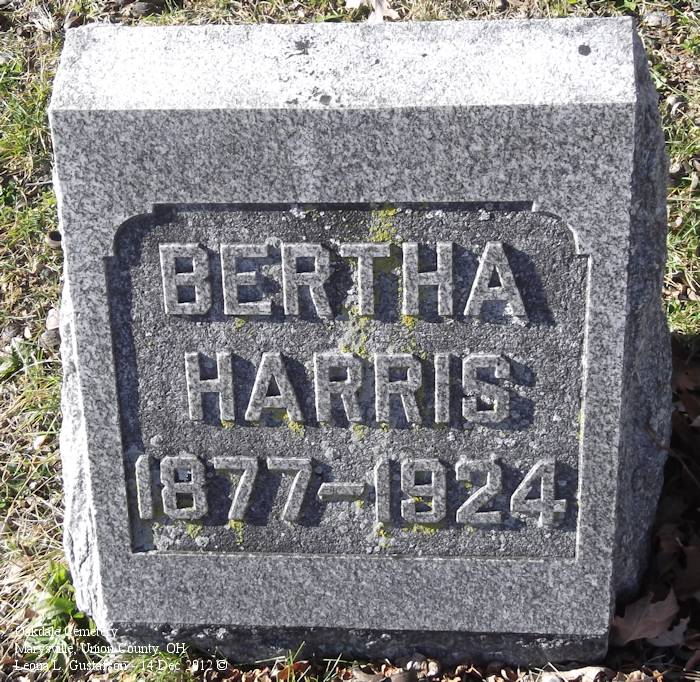 BERTHA
HARRIS
1877-1924
Oakdale Cemetery
Marysville, Union County, OH
Leona L. Gustafson - 14 Dec 2012 ©